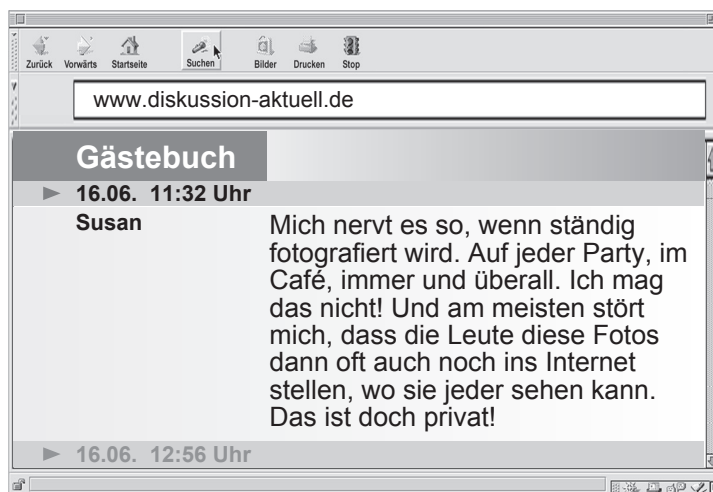 Zurück Vorwärts Startseite Suchen Bilder Drucken Stop
www.diskussion-aktuell.de
Gästebuch
16.06. 11:32 Uhr
Susan
Mich nervt es so, wenn ständig
fotografiert wird. Auf jeder Party, im
Café, immer und überall. Ich mag
das nicht! Und am meisten stört
mich, dass die Leute diese Fotos
dann oft auch noch ins Internet
stellen, wo sie jeder sehen kann.
Das ist doch privat!
16.06. 12:56 Uhr